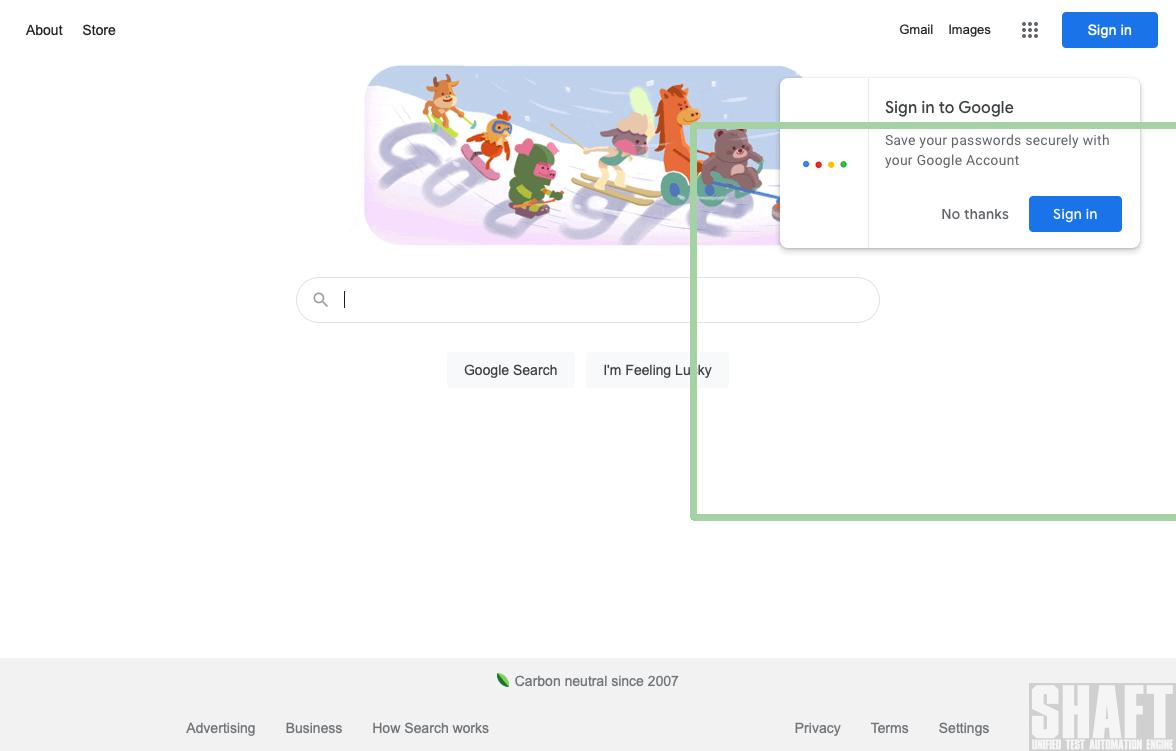 About Store
Gmail Images Sign in
Google
Sign in to Google
Save your passwords securely with
your Google Account
No thanks Sign in
Google Search I'm Feeling Lucky
Carbon neutral since 2007
Advertising Business How Search works
Privacy Terms Settings
SHAFT
UNIFIED TEST AUTOMATION ENGINE